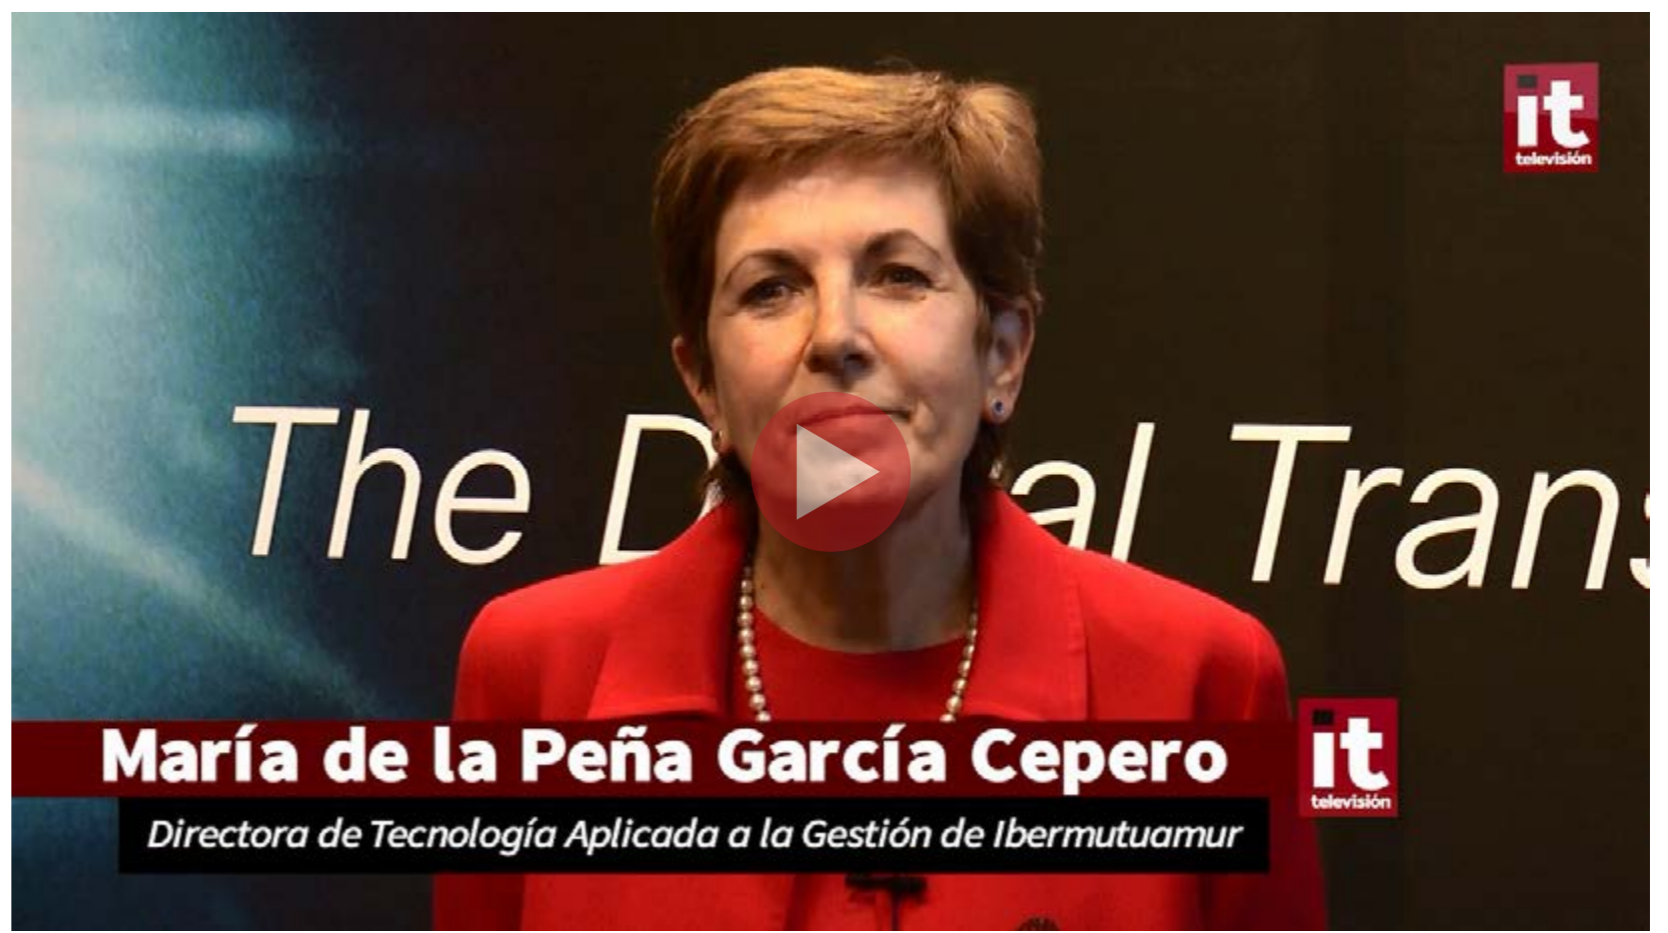 it
televisión
The D al Trans
María de la Peña García Cepero
it
televisión
Directora de Tecnología Aplicada a la Gestión de Ibermutuamur